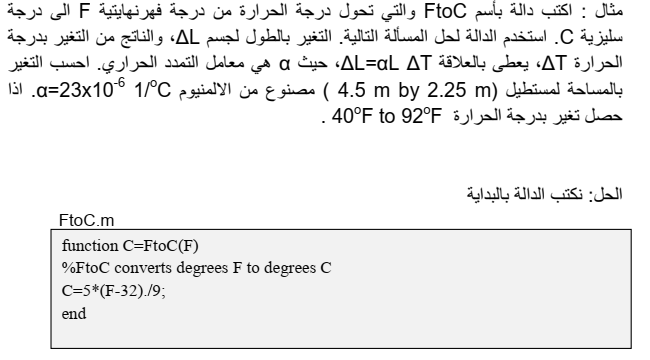 مثال : اكتب دالة بأسم FtoC والتي تحول درجة الحرارة من درجة فهرنهايتية F الى درجة
سليزية C. استخدم الدالة لحل المسألة التالية. التغير بالطول لجسم ΔL، والناتج من التغير بدرجة
الحرارة ΔT، يعطى بالعلاقة ΔL=αL ΔT، حيث α هي معامل التمدد الحراري. احسب التغير
بالمساحة لمستطيل (4.5 m by 2.25 m ) مصنوع من الالمنيوم α=23x10⁻⁶ 1/⁰C. اذا
حصل تغير بدرجة الحرارة 40⁰F to 92⁰F .
الحل: نكتب الدالة بالبداية
FtoC.m
function C=FtoC(F)
%FtoC converts degrees F to degrees C
C=5*(F-32)./9;
end